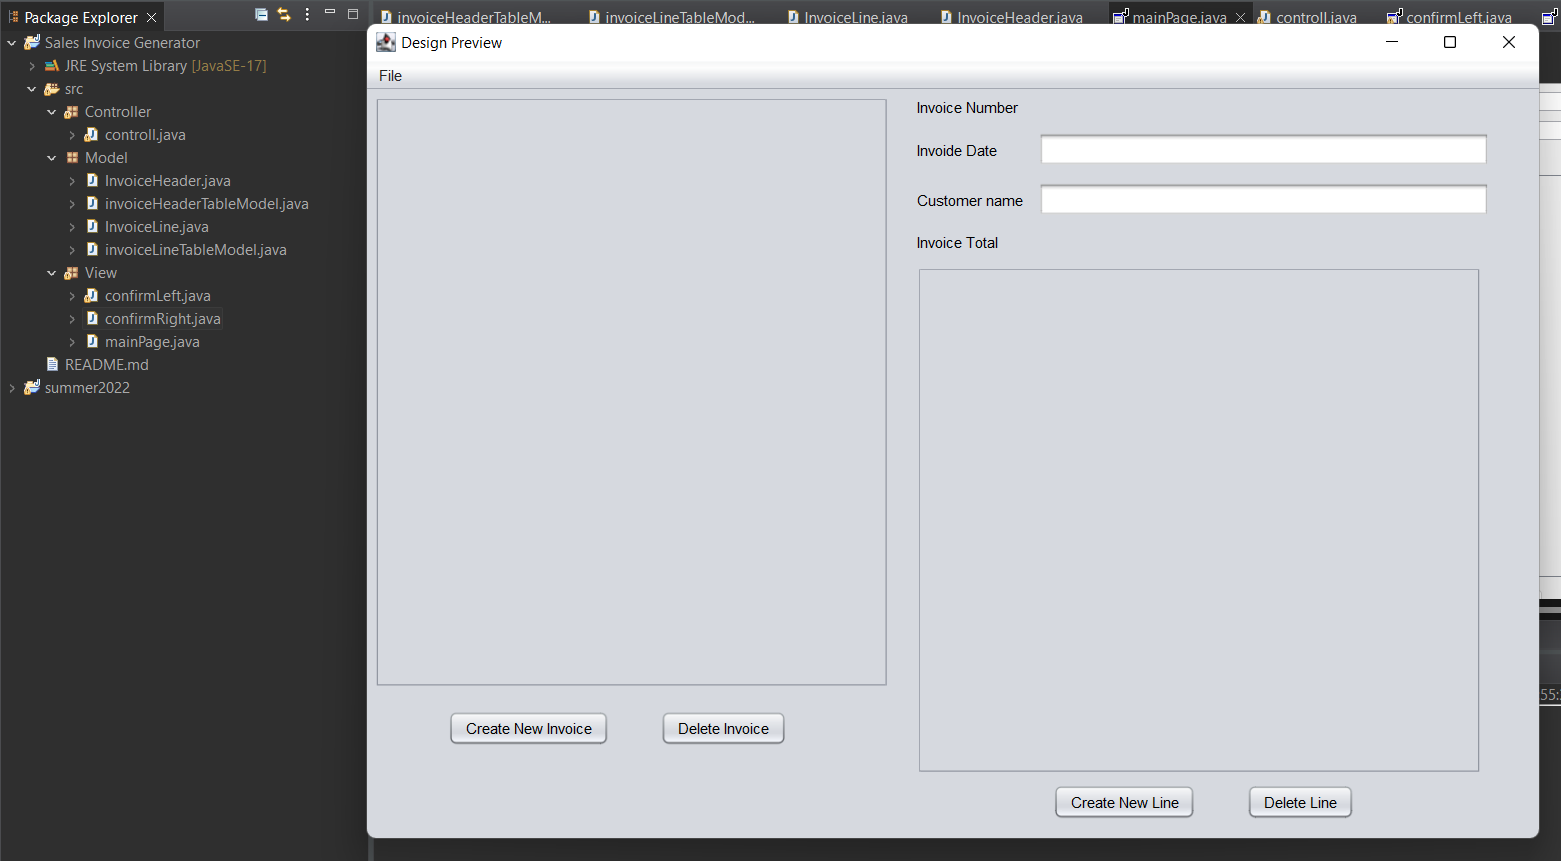 Package Explorer
Sales Invoice Generator
JRE System Library [JavaSE-17]
src
Controller
controll.java
Model
InvoiceHeader.java
invoiceHeaderTableModel.java
InvoiceLine.java
invoiceLineTableModel.java
View
confirmLeft.java
confirmRight.java
mainPage.java
README.md
summer2022
invoiceHeaderTableM... invoiceLineTableMod... InvoiceLine.java InvoiceHeader.java mainPage.java controll.java confirmLeft.java
Design Preview
File
Invoice Number
Invoide Date
Customer name
Invoice Total
Create New Invoice Delete Invoice
Create New Line Delete Line
55: